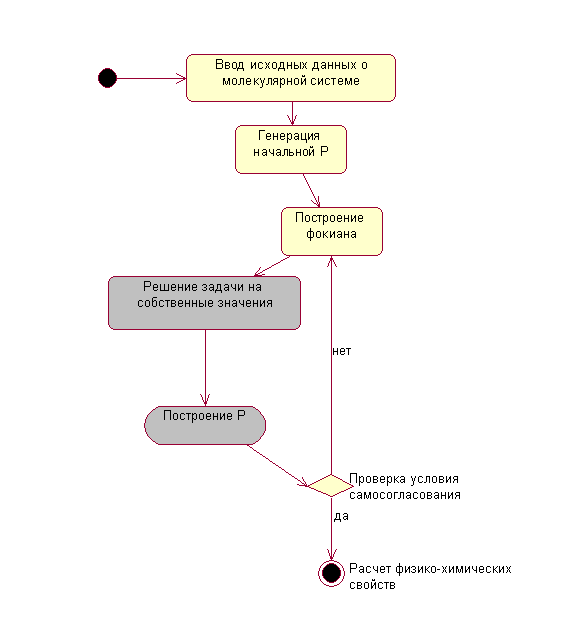 Ввод исходных данных о
молекулярной системе
Генерация
начальной Р
Построение
фокиана
Решение задачи на
собственные значения
нет
Построение Р
Проверка условия
самосогласования
да
Расчет физико-химических
свойств